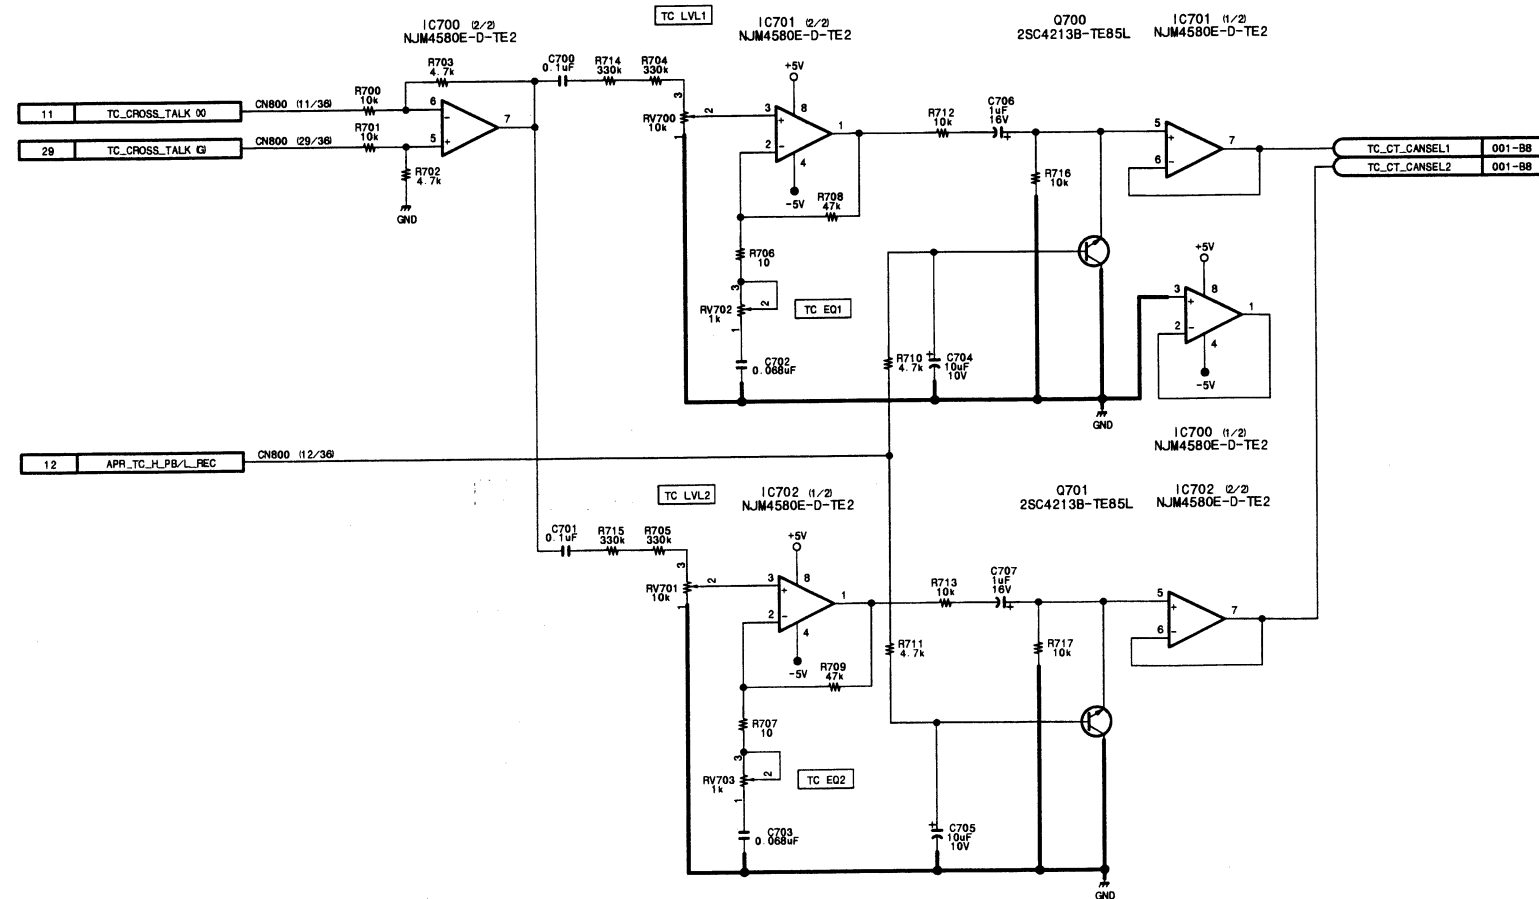 TC LVL1
IC700 (2/2)
NJM4580E-D-TE2
IC701 (2/2)
NJM4580E-D-TE2
Q700
2SC4213B-TE85L
IC701 (1/2)
NJM4580E-D-TE2
R703
4.7k
C700
0.1uF
R714
330k
R704
330k
+5V
11 TC_CROSS_TALK (X)
CN800 (11/36)
R700
10k
6
5
7
29 TC_CROSS_TALK (G)
CN800 (29/36)
R701
10k
R702
4.7k
GND
3
2
1
RV700
10k
3
2
8
4
1
-5V
R712
10k
C706
1uF
16V
+
R716
10k
5
6
7
TC_CT_CANSEL1 001-B8
TC_CT_CANSEL2 001-B8
R708
47k
R706
10
3
2
1
RV702
1k
TC EQ1
C702
0.068uF
R710
4.7k
+
C704
10uF
10V
+5V
3
2
8
4
1
-5V
GND
IC700 (1/2)
NJM4580E-D-TE2
12 APR_TC_H_PB/L_REC
CN800 (12/36)
TC LVL2
IC702 (1/2)
NJM4580E-D-TE2
Q701
2SC4213B-TE85L
IC702 (2/2)
NJM4580E-D-TE2
C701
0.1uF
R715
330k
R705
330k
+5V
3
2
1
RV701
10k
3
2
8
4
1
-5V
R713
10k
C707
1uF
16V
+
R717
10k
5
6
7
R711
4.7k
R709
47k
R707
10
3
2
1
RV703
1k
TC EQ2
C703
0.068uF
+
C705
10uF
10V
GND